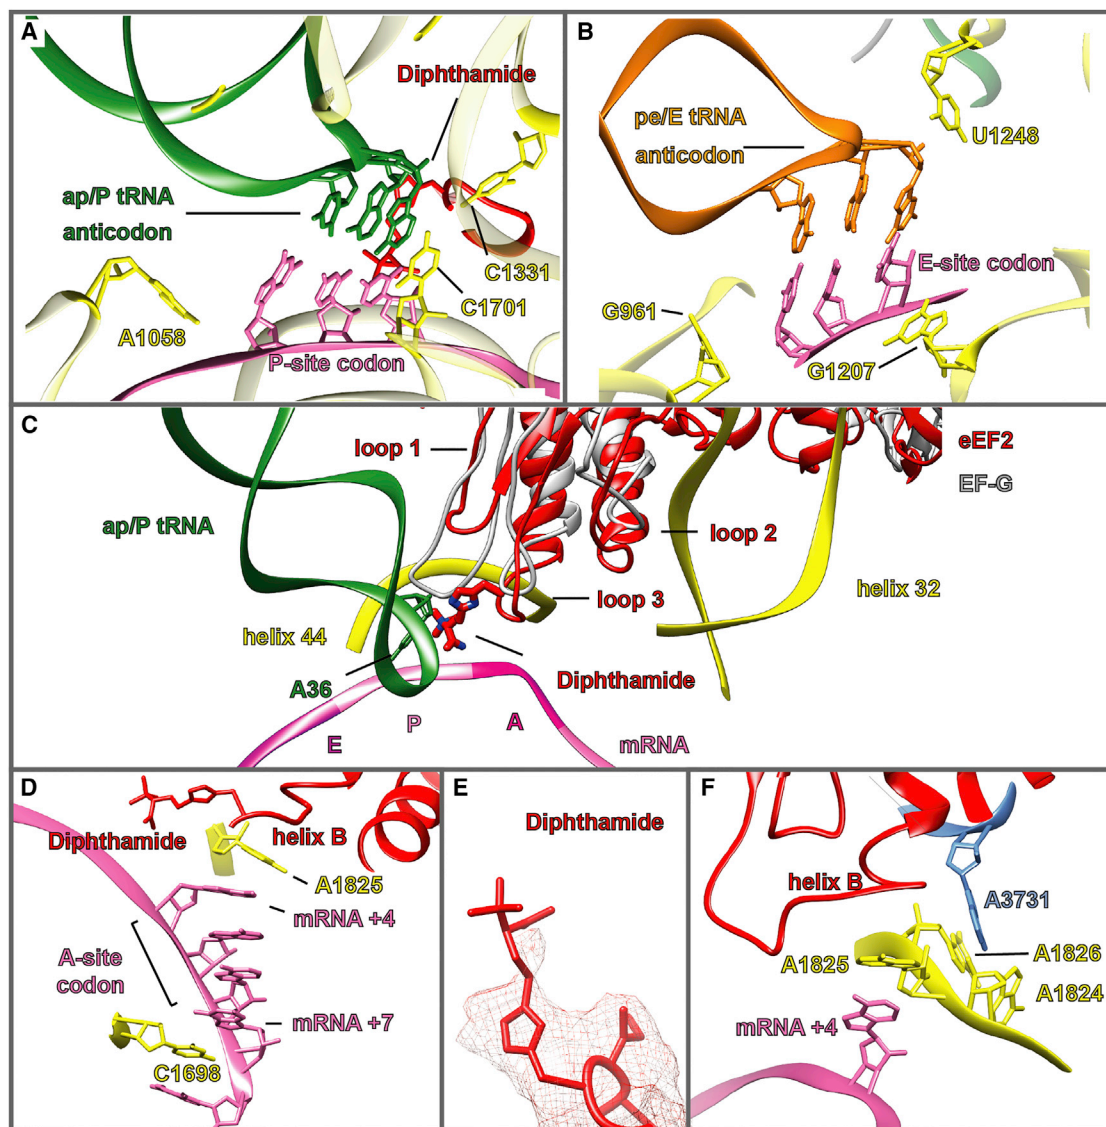 A
Diphthamide
ap/P tRNA
anticodon
C1331
C1701
A1058
P-site codon
B
pe/E tRNA
anticodon
U1248
E-site codon
G961
G1207
C
loop 1
eEF2
EF-G
ap/P tRNA
loop 2
helix 32
loop 3
helix 44
Diphthamide
A36
P
A
E
mRNA
D
Diphthamide
helix B
A1825
mRNA +4
A-site
codon
mRNA +7
C1698
E
Diphthamide
F
helix B
A3731
A1826
A1825
A1824
mRNA +4